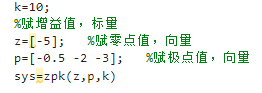 k=10;
%赋增益值，标量
z=[-5];   %赋零点值，向量
p=[-0.5 -2 -3];   %赋极点值，向量
sys=zpk(z,p,k)